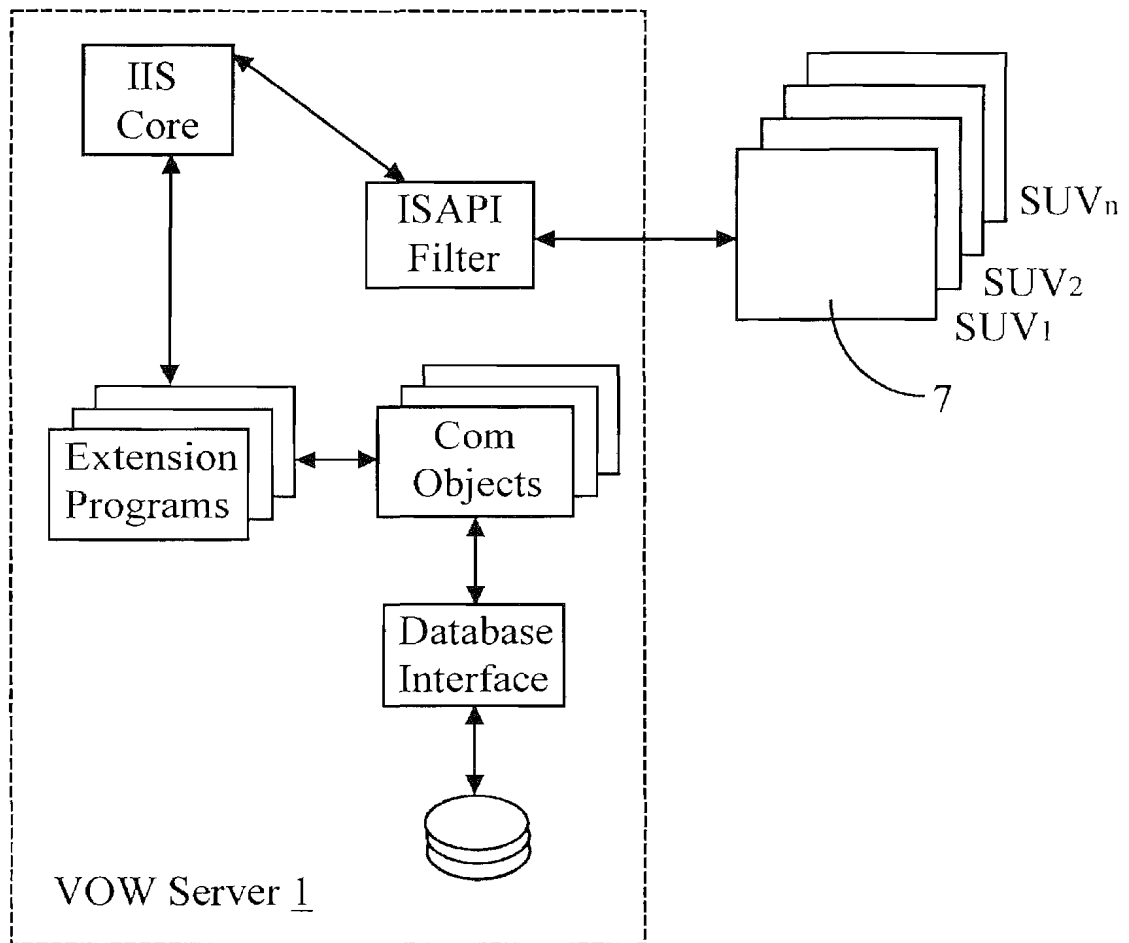 IIS
Core
ISAPI
Filter
SUVn
SUV2
SUV1
7
Extension
Programs
Com
Objects
Database
Interface
VOW Server 1